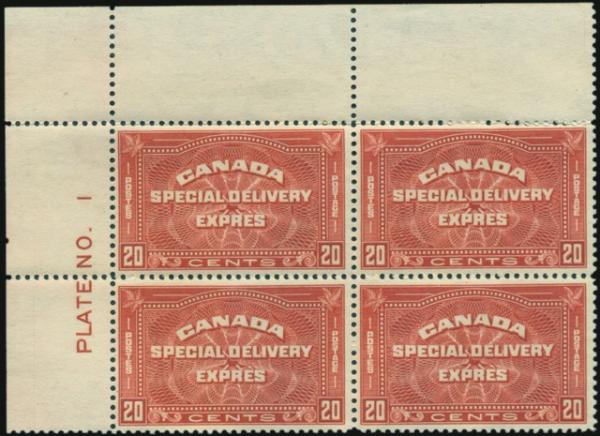 PLATE NO. 1
CANADA
SPECIAL DELIVERY
EXPRES
POSTES
POSTAGE
20 CENTS 20
CANADA
SPECIAL DELIVERY
EXPRES
POSTES
POSTAGE
20 CENTS 20
CANADA
SPECIAL DELIVERY
EXPRES
POSTES
POSTAGE
20 CENTS 20
CANADA
SPECIAL DELIVERY
EXPRES
POSTES
POSTAGE
20 CENTS 20